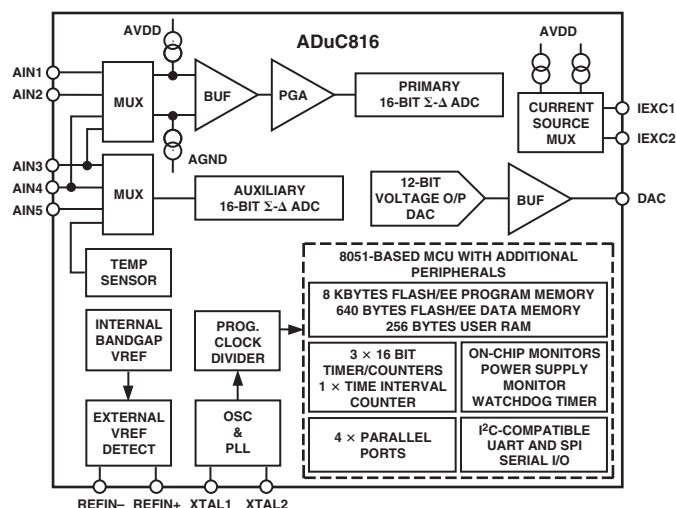 ADuC816
AVDD
AIN1
AIN2
AIN3
AIN4
AIN5
MUX
BUF
PGA
PRIMARY
16-BIT Σ-Δ ADC
AGND
MUX
AUXILIARY
16-BIT Σ-Δ ADC
AVDD
CURRENT
SOURCE
MUX
IEXC1
IEXC2
12-BIT
VOLTAGE O/P
DAC
BUF
DAC
TEMP
SENSOR
INTERNAL
BANDGAP
VREF
EXTERNAL
VREF
DETECT
PROG.
CLOCK
DIVIDER
OSC
&
PLL
8051-BASED MCU WITH ADDITIONAL
PERIPHERALS
8 KBYTES FLASH/EE PROGRAM MEMORY
640 BYTES FLASH/EE DATA MEMORY
256 BYTES USER RAM
3 × 16 BIT
TIMER/COUNTERS
1 × TIME INTERVAL
COUNTER
ON-CHIP MONITORS
POWER SUPPLY
MONITOR
WATCHDOG TIMER
4 × PARALLEL
PORTS
I²C-COMPATIBLE
UART AND SPI
SERIAL I/O
REFIN–
REFIN+
XTAL1
XTAL2